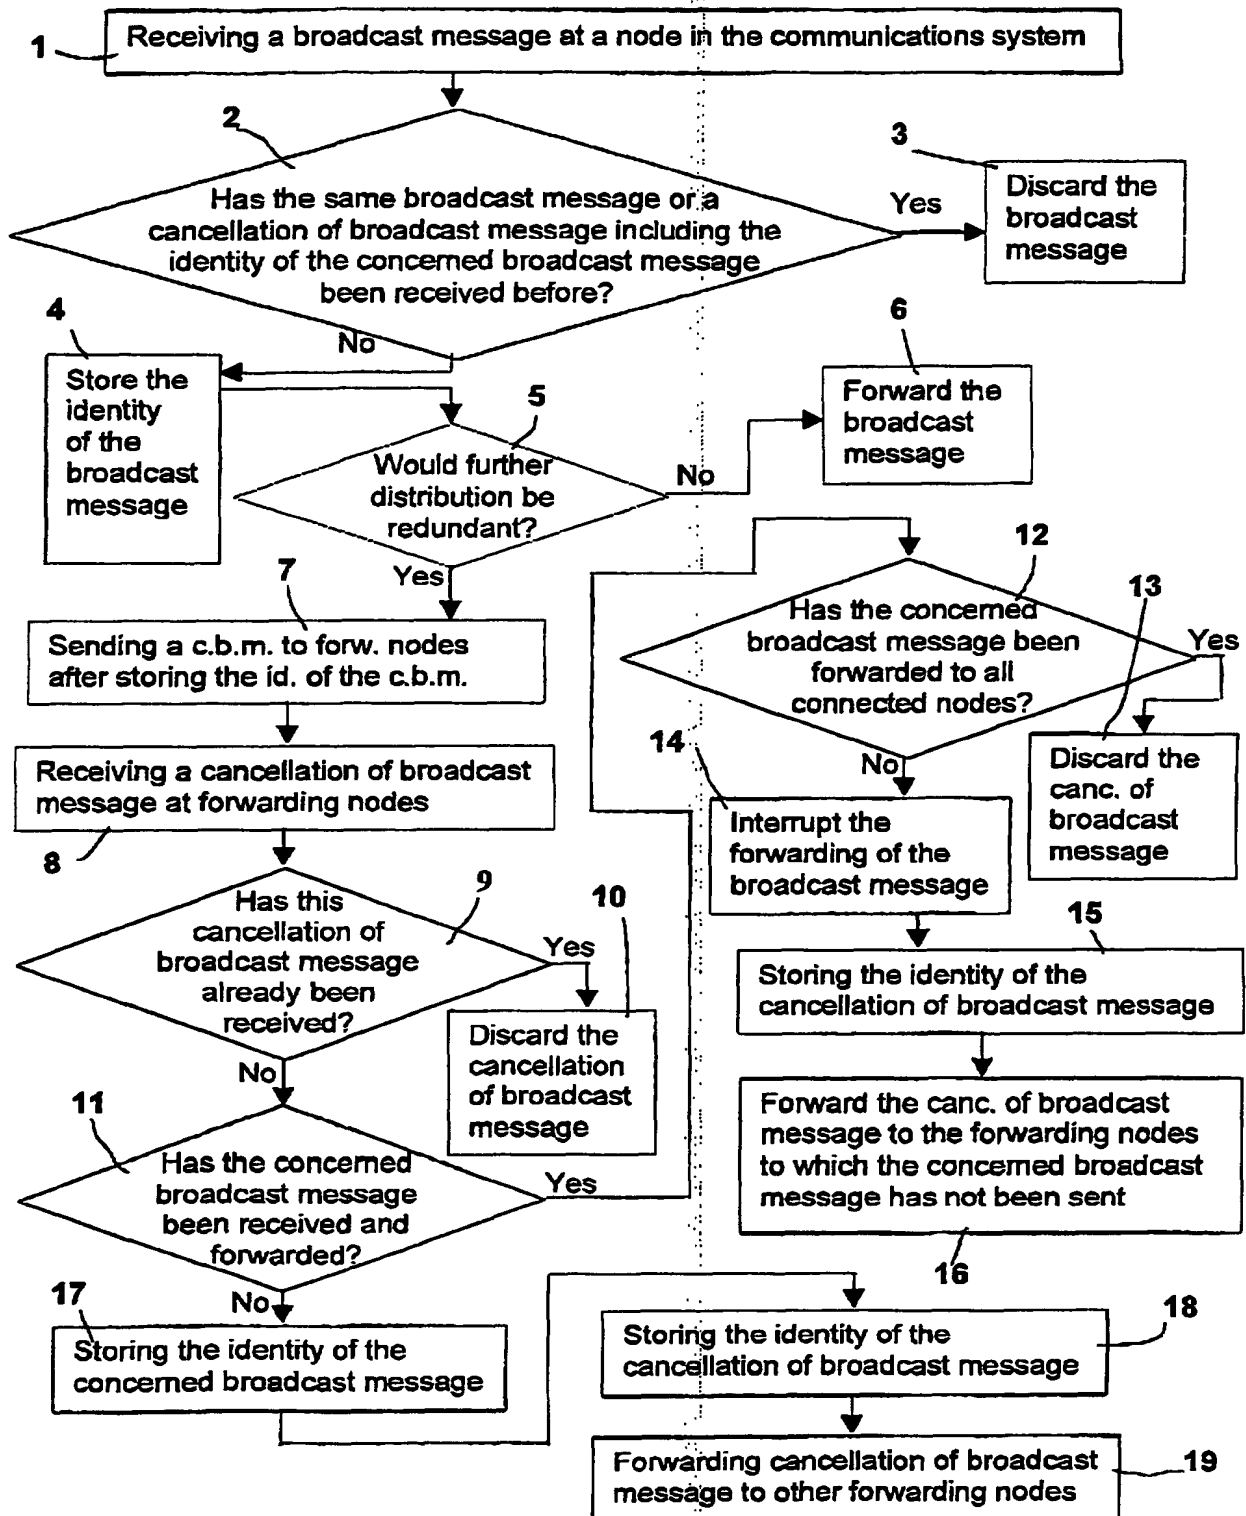 1
Receiving a broadcast message at a node in the communications system
2
Has the same broadcast message or a
cancellation of broadcast message including the
identity of the concerned broadcast message
been received before?
Yes
3
Discard the
broadcast
message
No
4
Store the
identity
of the
broadcast
message
5
Would further
distribution be
redundant?
No
6
Forward the
broadcast
message
Yes
7
Sending a c.b.m. to forw. nodes
after storing the id. of the c.b.m.
Receiving a cancellation of broadcast
message at forwarding nodes
8
Has this
cancellation of
broadcast message
already been
received?
9
Yes
10
Discard the
cancellation
of broadcast
message
No
11
Has the concerned
broadcast message
been received and
forwarded?
Yes
12
Has the concerned
broadcast message been
forwarded to all
connected nodes?
Yes
13
Discard the
canc. of
broadcast
message
No
14
Interrupt the
forwarding of the
broadcast message
15
Storing the identity of the
cancellation of broadcast message
Forward the canc. of broadcast
message to the forwarding nodes
to which the concerned broadcast
message has not been sent
16
No
17
Storing the identity of the
concerned broadcast message
18
Storing the identity of the
cancellation of broadcast message
Forwarding cancellation of broadcast
message to other forwarding nodes
19